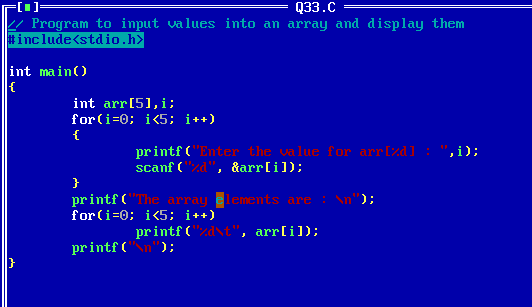 [■] Q33.C
// Program to input values into an array and display them
#include<stdio.h>
int main()
{
int arr[5],i;
for(i=0; i<5; i++)
{
printf("Enter the value for arr[%d] : ",i);
scanf("%d", &arr[i]);
}
printf("The array elements are : \n");
for(i=0; i<5; i++)
printf("%d\t", arr[i]);
printf("\n");
}